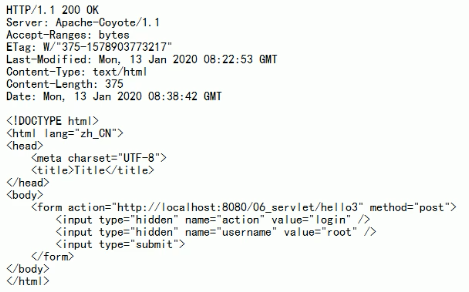 HTTP/1.1 200 OK
Server: Apache-Coyote/1.1
Accept-Ranges: bytes
ETag: W/"375-1578903773217"
Last-Modified: Mon, 13 Jan 2020 08:22:53 GMT
Content-Type: text/html
Content-Length: 375
Date: Mon, 13 Jan 2020 08:38:42 GMT

<!DOCTYPE html>
<html lang="zh_CN">
<head>
    <meta charset="UTF-8">
    <title>Title</title>
</head>
<body>
    <form action="http://localhost:8080/06_servlet/hello3" method="post">
        <input type="hidden" name="action" value="login" />
        <input type="hidden" name="username" value="root" />
        <input type="submit">
    </form>
</body>
</html>